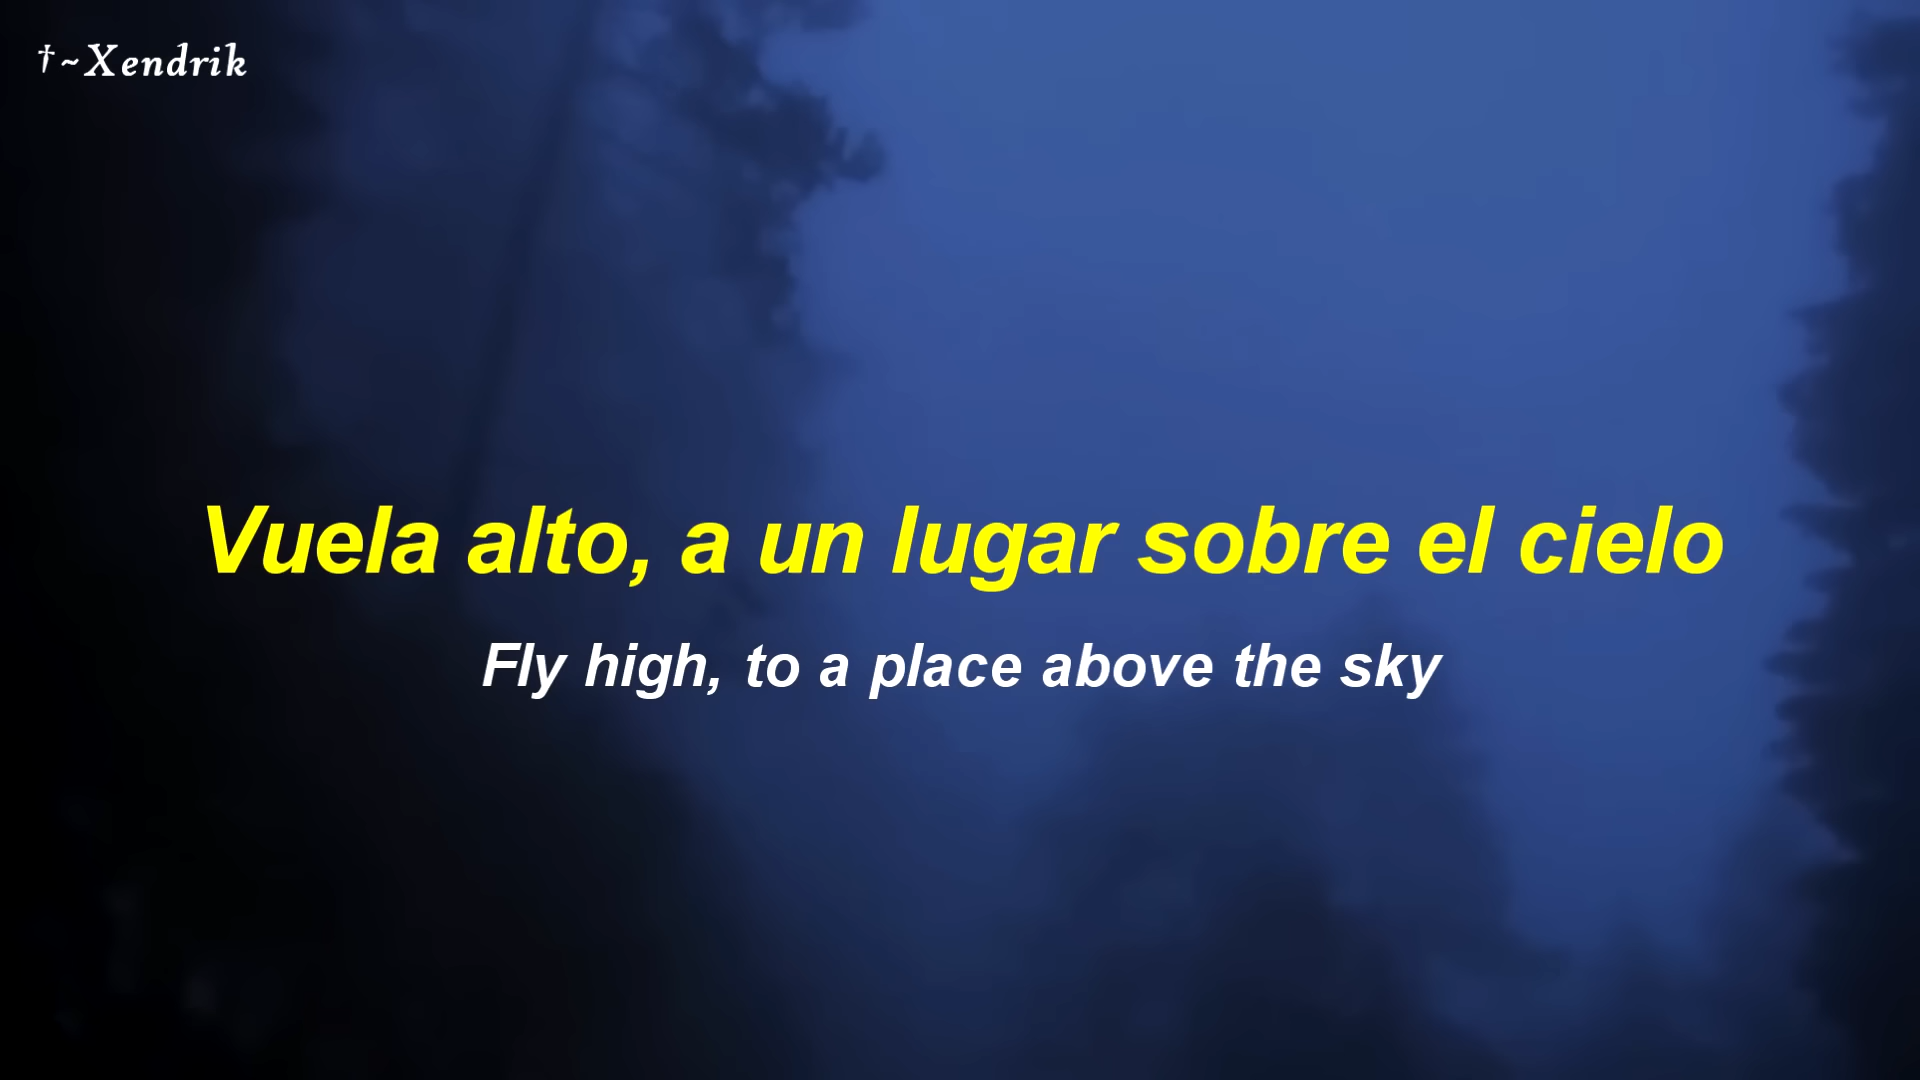 †~Xendrik
Vuela alto, a un lugar sobre el cielo
Fly high, to a place above the sky